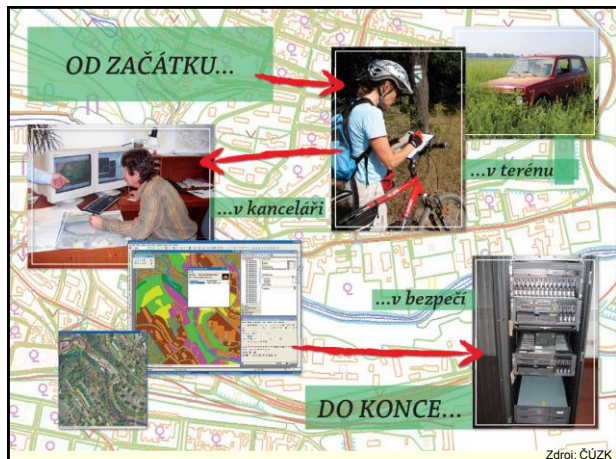 OD ZAČÁTKU...
...v terénu
...v kanceláři
...v bezpečí
DO KONCE...
Zdroj: ČÚZK